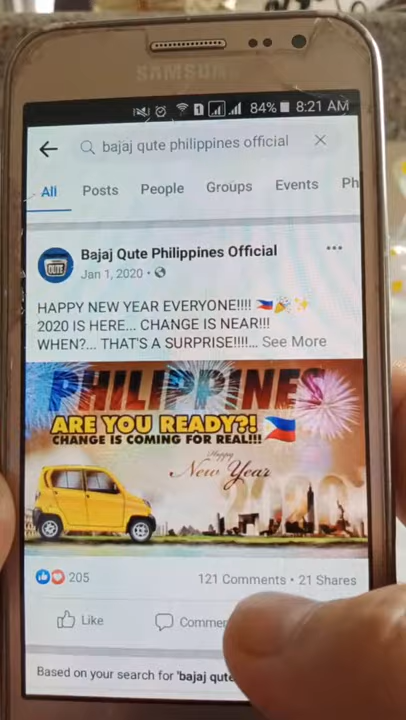 SAMSUNG
1 84% 8:21 AM
bajaj qute philippines official
All Posts People Groups Events Ph
Bajaj Qute Philippines Official
Jan 1, 2020 •
HAPPY NEW YEAR EVERYONE!!!! 🇵🇭🎉✨
2020 IS HERE... CHANGE IS NEAR!!!
WHEN?... THAT'S A SURPRISE!!!!... See More
PHILIPPINES
ARE YOU READY?!
CHANGE IS COMING FOR REAL!!!
Happy
New Year
205 121 Comments • 21 Shares
Like Commen
Based on your search for 'bajaj qute